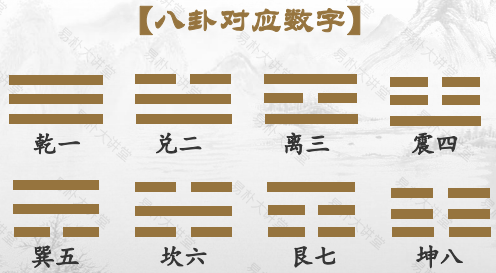 【八卦对应数字】
乾一 兑二 离三 震四
巽五 坎六 艮七 坤八